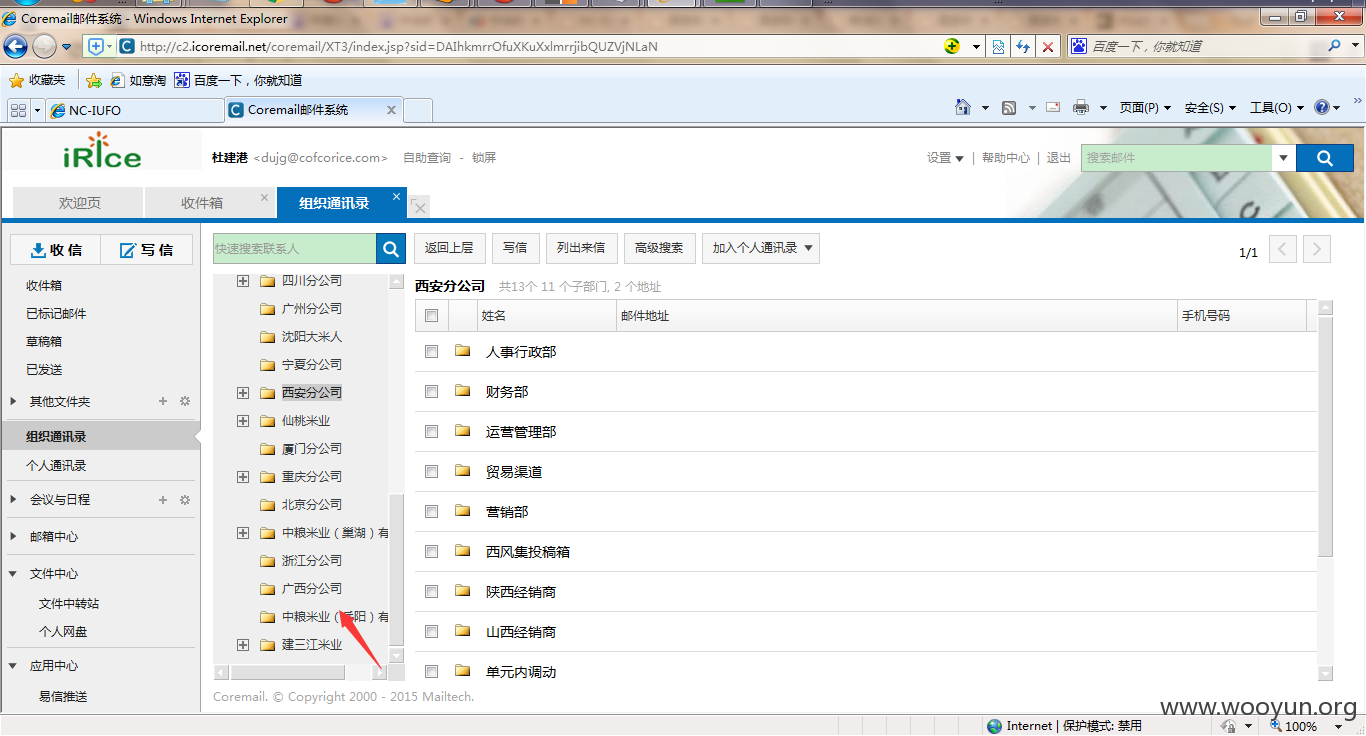 Coremail邮件系统 - Windows Internet Explorer
http://c2.icoremail.net/coremail/XT3/index.jsp?sid=DAIhkmrrOfuXKuXxlmrrjibQUZVjNLaN
百度一下，你就知道
收藏夹 如意淘 百度一下，你就知道
NC-IUFO Coremail邮件系统 页面(P) 安全(S) 工具(O)
iRice 杜建港 <dujg@cofcorice.com> 自助查询 - 锁屏 设置 | 帮助中心 | 退出 搜索邮件
欢迎页 收件箱 组织通讯录
收信 写信
收件箱
已标记邮件
草稿箱
已发送
其他文件夹
组织通讯录
个人通讯录
会议与日程
邮箱中心
文件中心
文件中转站
个人网盘
应用中心
易信推送
快速搜索联系人
四川分公司
广州分公司
沈阳大米人
宁夏分公司
西安分公司
仙桃米业
厦门分公司
重庆分公司
北京分公司
中粮米业（巢湖）有
浙江分公司
广西分公司
中粮米业（岳阳）有
建三江米业
返回上层 写信 列出来信 高级搜索 加入个人通讯录 1/1
西安分公司 共13个 11 个子部门, 2 个地址
姓名 邮件地址 手机号码
人事行政部
财务部
运营管理部
贸易渠道
营销部
西风集投稿箱
陕西经销商
山西经销商
单元内调动
Coremail. © Copyright 2000 - 2015 Mailtech.
www.wooyun.org
Internet | 保护模式: 禁用 100%